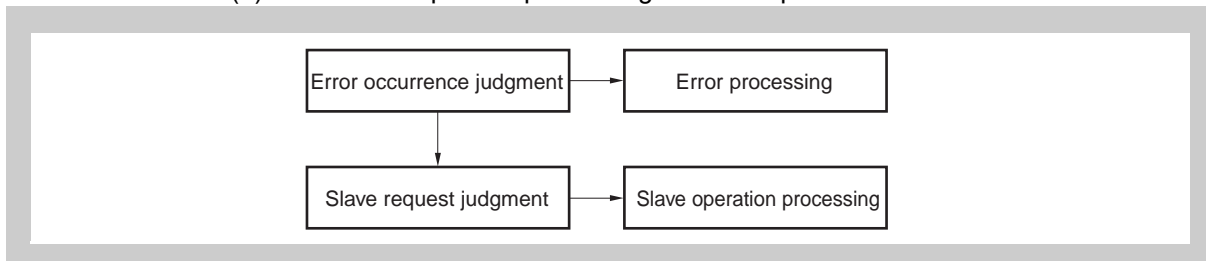 Error occurrence judgment
Error processing
Slave request judgment
Slave operation processing